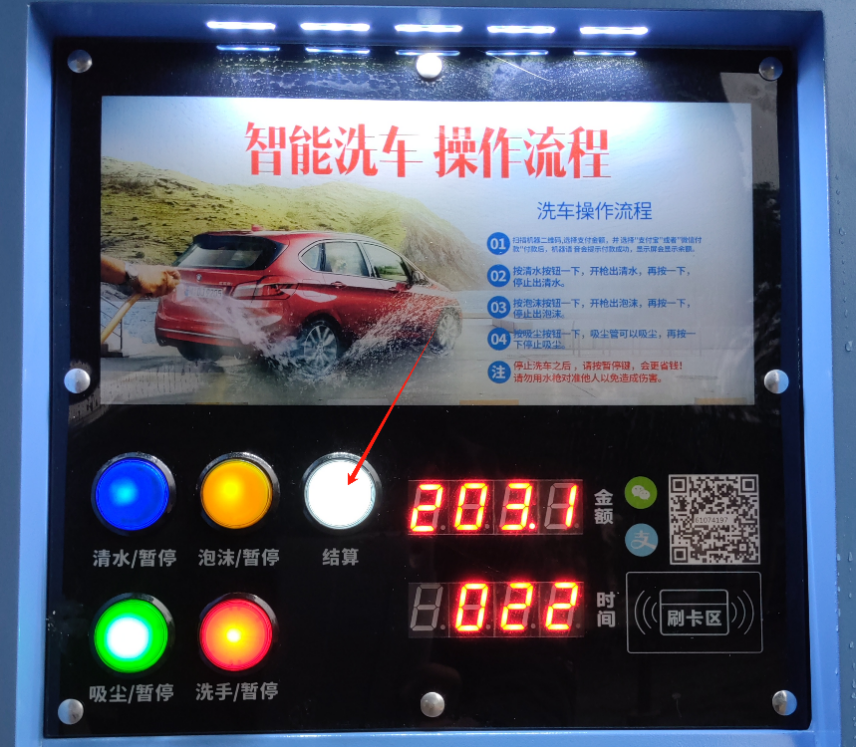 智能洗车 操作流程
洗车操作流程
01 扫描机器二维码,选择支付金额，并选择"支付宝"或者"微信付
款"付款后，机器语音会提示付款成功，显示屏会显示余额。
02 按清水按钮一下，开枪出清水，再按一下，
停止出清水。
03 按泡沫按钮一下，开枪出泡沫，再按一下，
停止出泡沫。
04 按吸尘按钮一下，吸尘管可以吸尘，再按一
下停止吸尘。
注 停止洗车之后，请按暂停键，会更省钱！
请勿用水枪对准他人以免造成伤害。
清水/暂停
泡沫/暂停
结算
203.1
金额
支
022
时间
刷卡区
吸尘/暂停
洗手/暂停